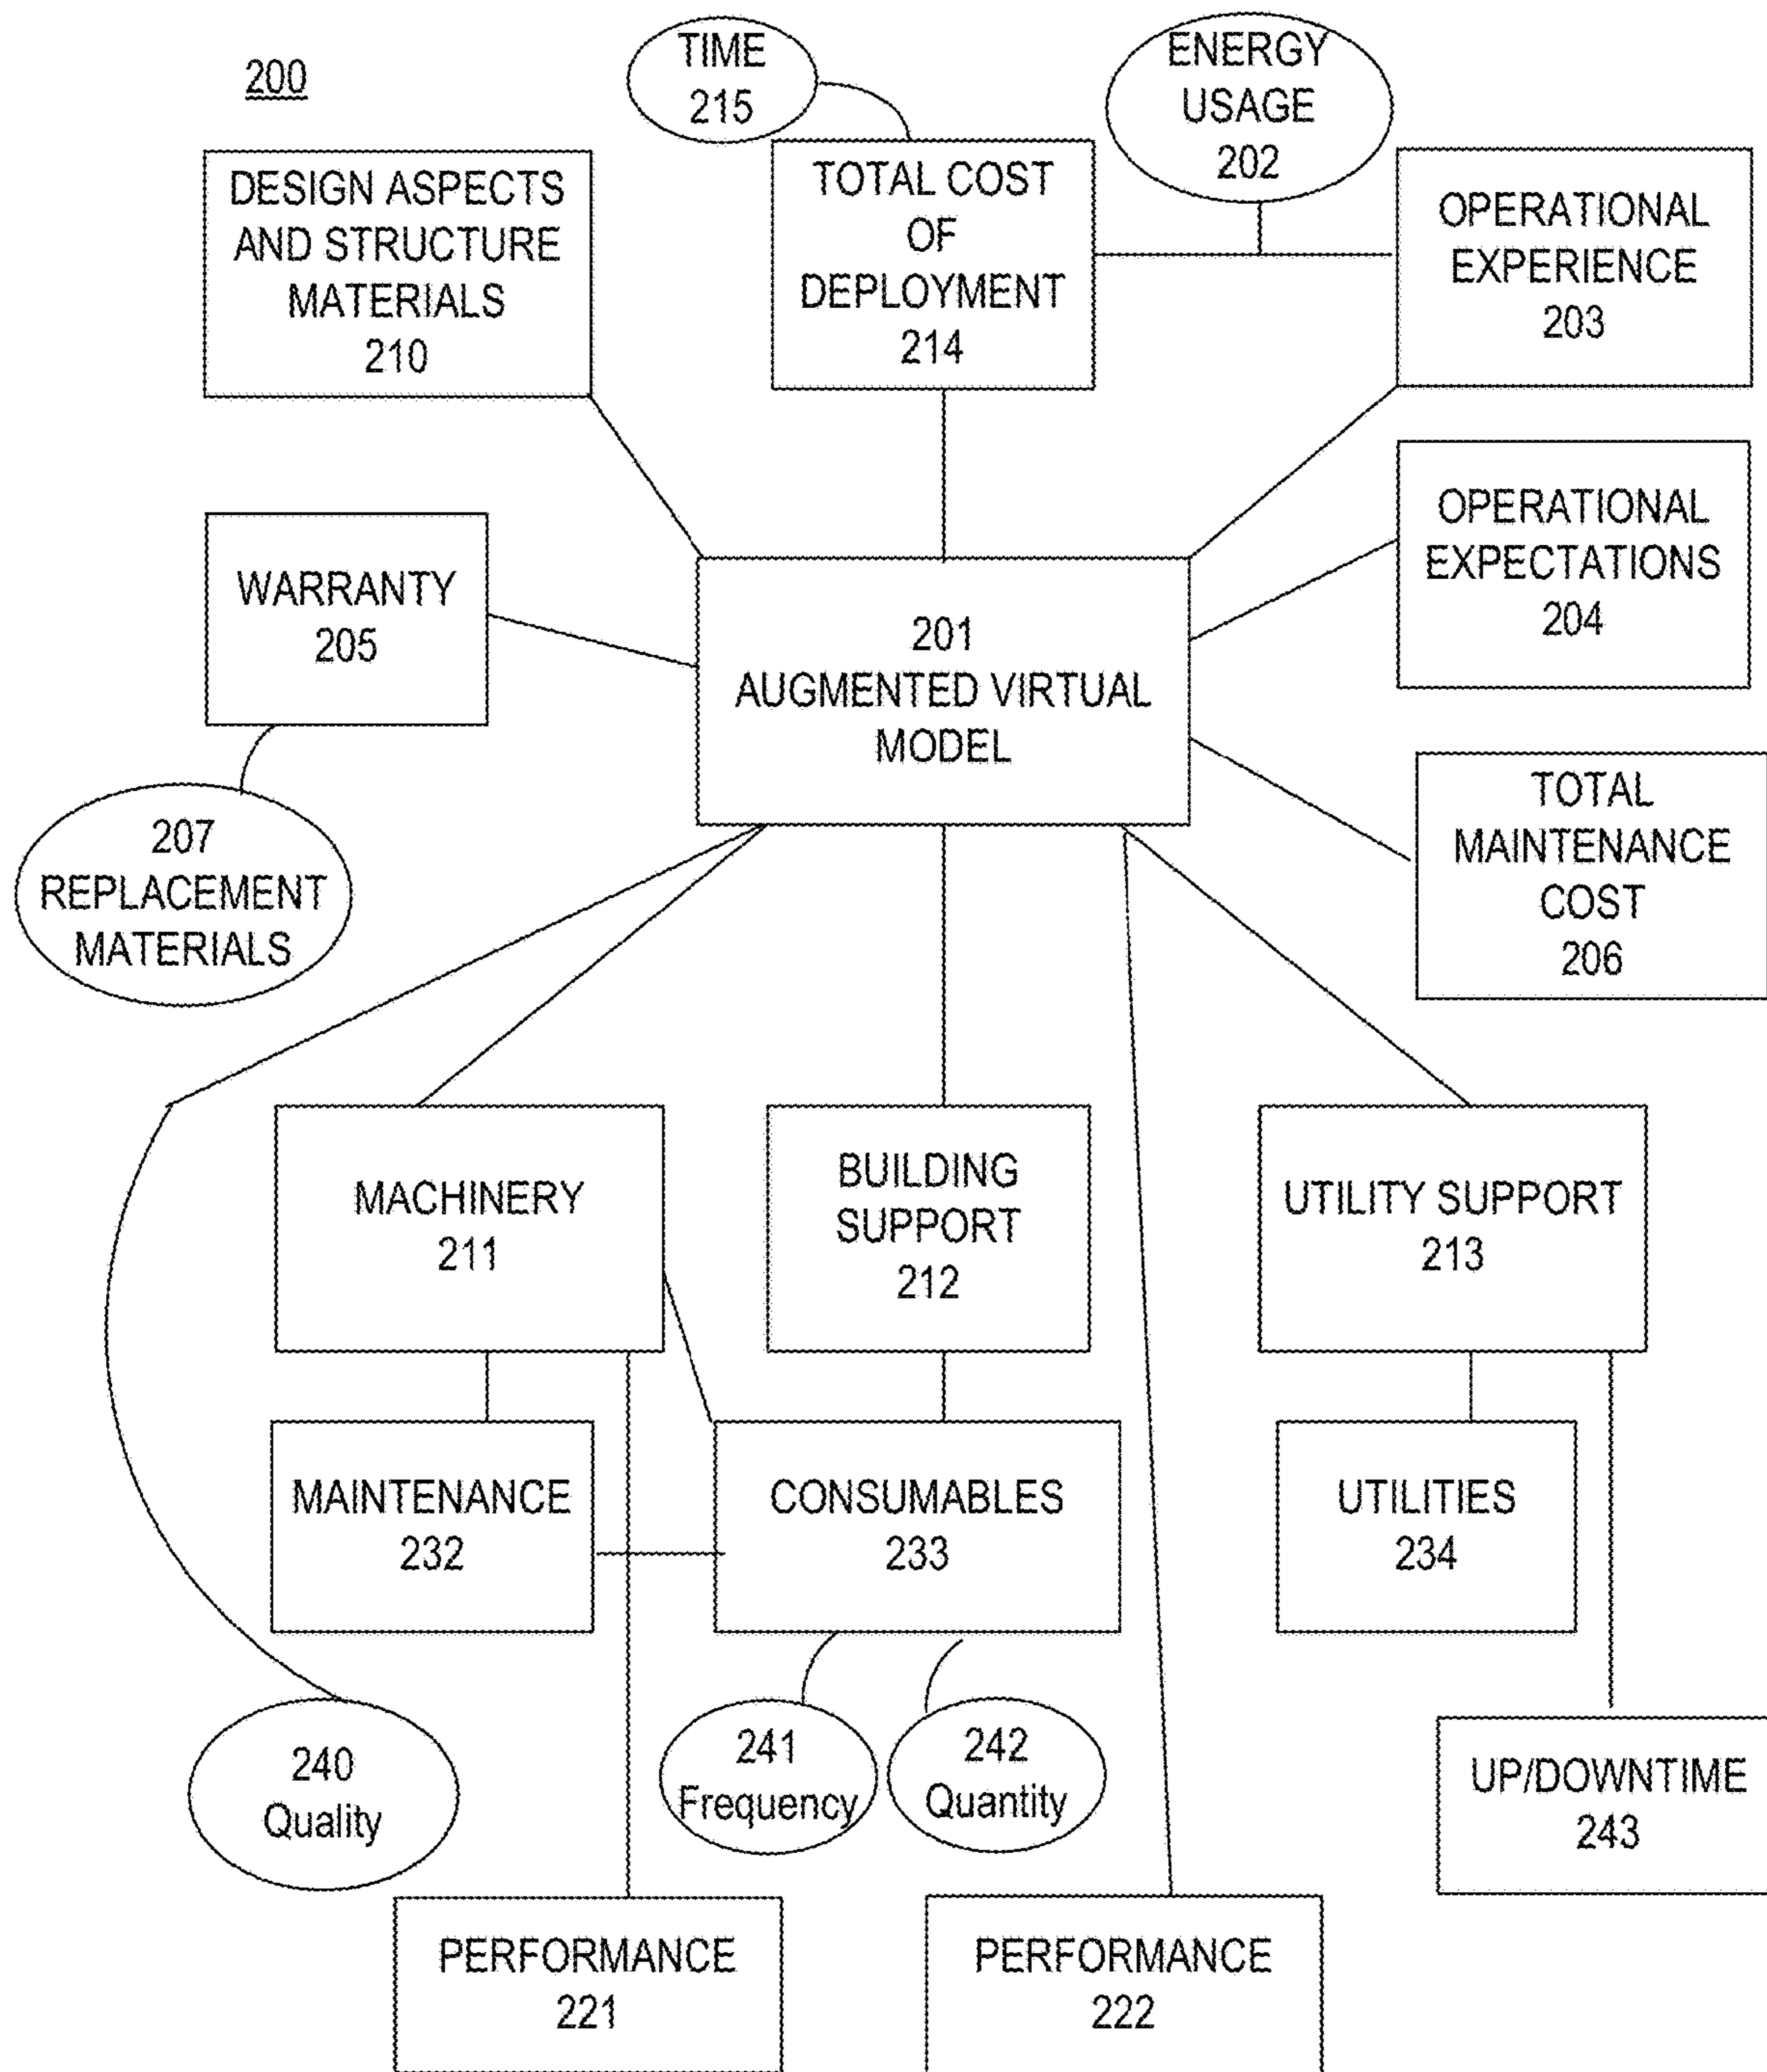 200
TIME
215
ENERGY
USAGE
202
DESIGN ASPECTS
AND STRUCTURE
MATERIALS
210
TOTAL COST
OF
DEPLOYMENT
214
OPERATIONAL
EXPERIENCE
203
WARRANTY
205
201
AUGMENTED VIRTUAL
MODEL
OPERATIONAL
EXPECTATIONS
204
207
REPLACEMENT
MATERIALS
TOTAL
MAINTENANCE
COST
206
MACHINERY
211
BUILDING
SUPPORT
212
UTILITY SUPPORT
213
MAINTENANCE
232
CONSUMABLES
233
UTILITIES
234
240
Quality
241
Frequency
242
Quantity
UP/DOWNTIME
243
PERFORMANCE
221
PERFORMANCE
222